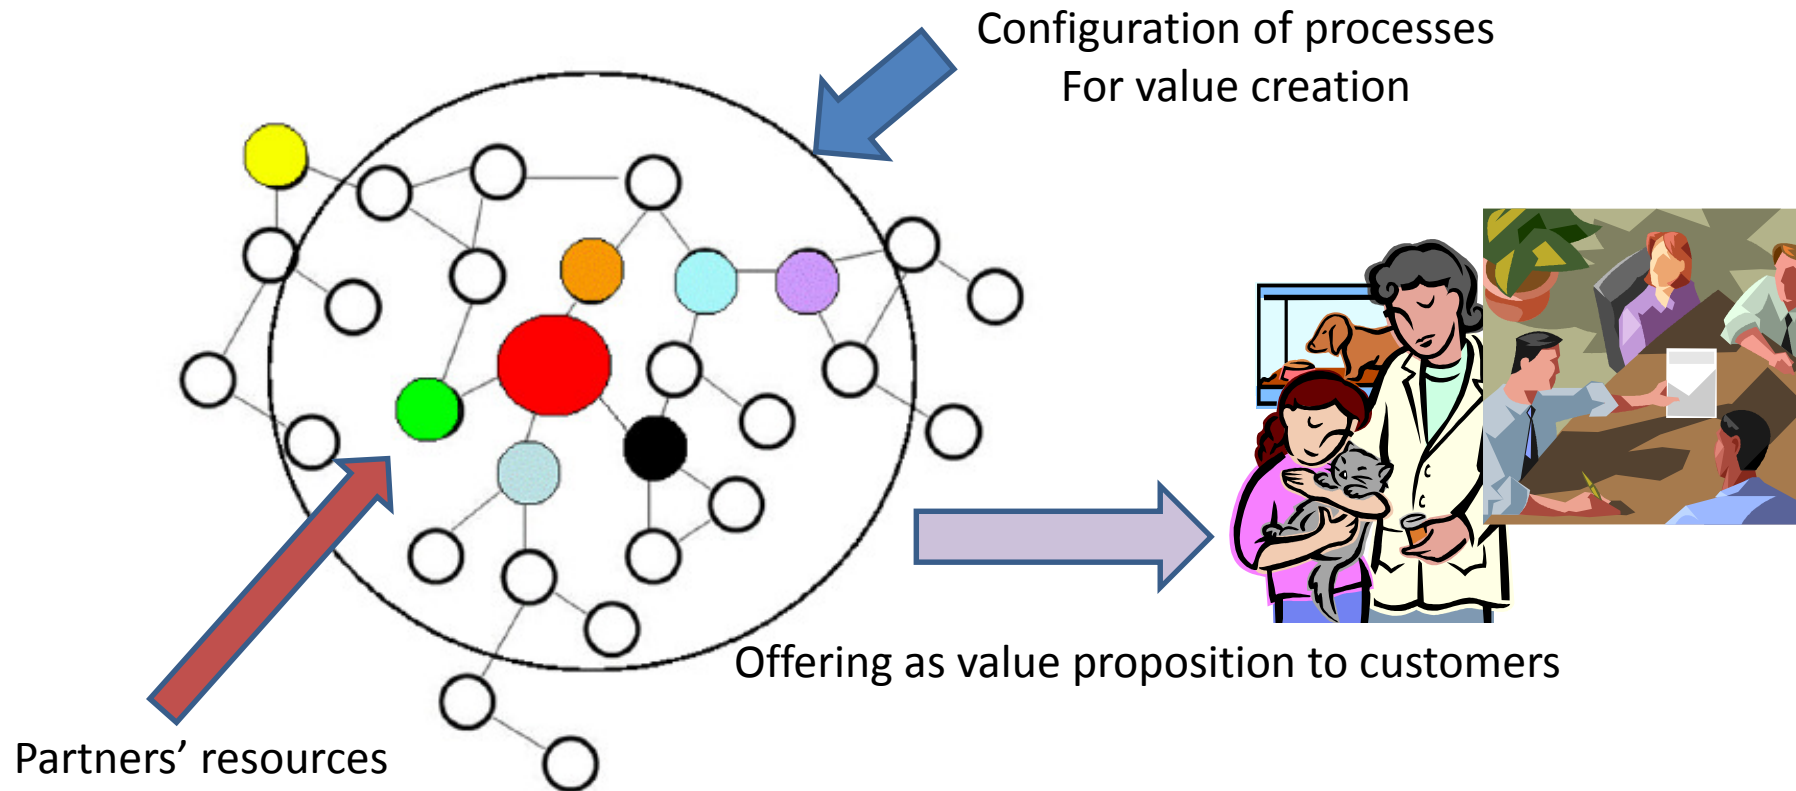 Configuration of processes
For value creation
Offering as value proposition to customers
Partners’ resources